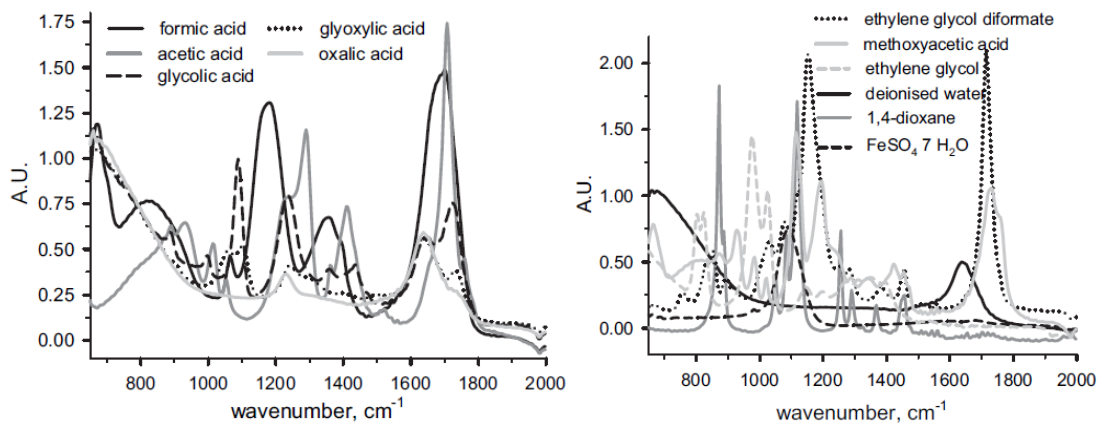 1.75
1.50
1.25
1.00
0.75
0.50
0.25
0.00
A.U.
formic acid
acetic acid
glycolic acid
glyoxylic acid
oxalic acid
800 1000 1200 1400 1600 1800 2000
wavenumber, cm-1
2.00
1.50
1.00
0.50
0.00
A.U.
ethylene glycol diformate
methoxyacetic acid
ethylene glycol
deionised water
1,4-dioxane
FeSO4 7 H2O
800 1000 1200 1400 1600 1800 2000
wavenumber, cm-1